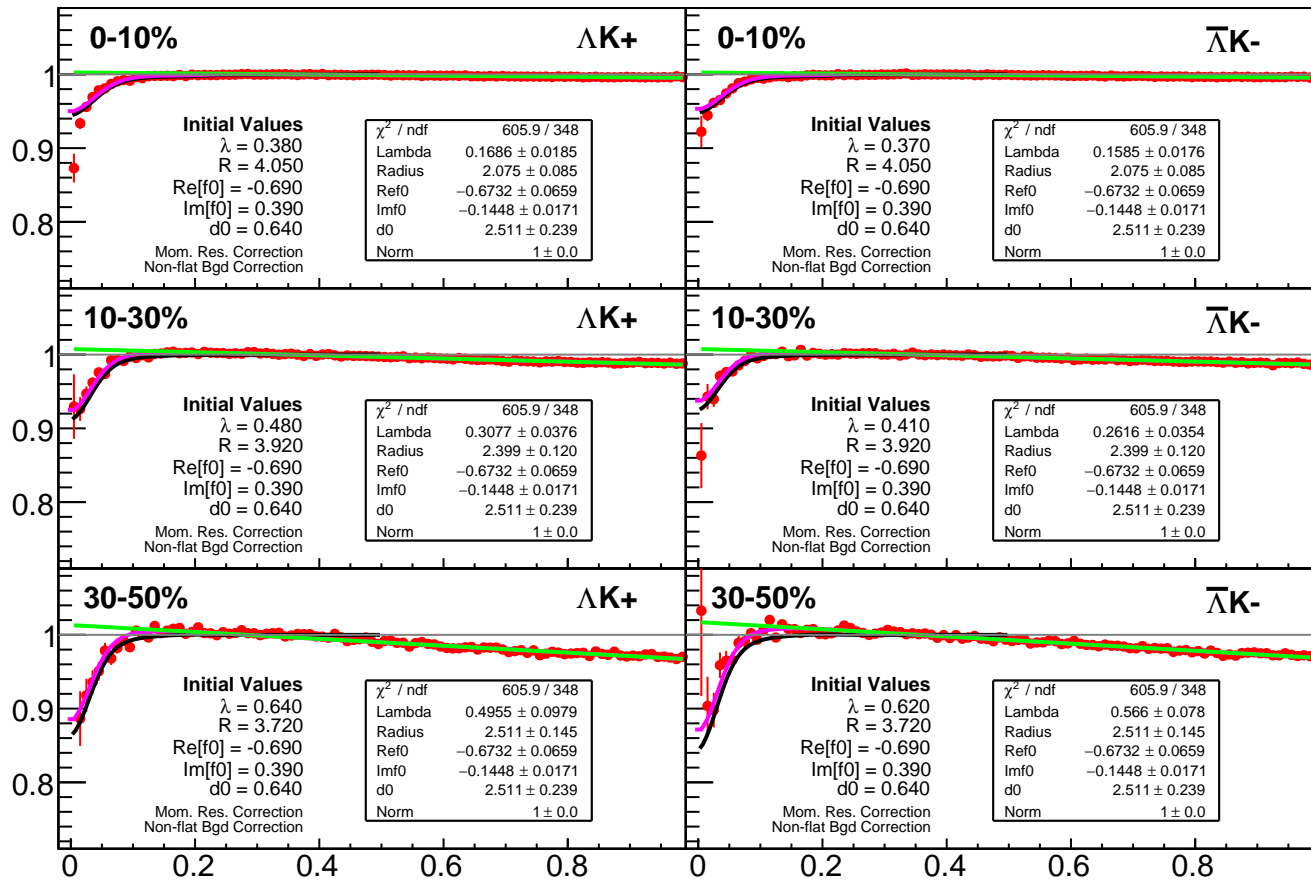 0-10% ΛK+
1
0.9
0.8
Initial Values
λ = 0.380
R = 4.050
Re[f0] = -0.690
Im[f0] = 0.390
d0 = 0.640
Mom. Res. Correction
Non-flat Bgd Correction
χ² / ndf 605.9 / 348
Lambda 0.1686 ± 0.0185
Radius 2.075 ± 0.085
Ref0 −0.6732 ± 0.0659
Imf0 −0.1448 ± 0.0171
d0 2.511 ± 0.239
Norm 1 ± 0.0
0-10% Λ̅K-
Initial Values
λ = 0.370
R = 4.050
Re[f0] = -0.690
Im[f0] = 0.390
d0 = 0.640
Mom. Res. Correction
Non-flat Bgd Correction
χ² / ndf 605.9 / 348
Lambda 0.1585 ± 0.0176
Radius 2.075 ± 0.085
Ref0 −0.6732 ± 0.0659
Imf0 −0.1448 ± 0.0171
d0 2.511 ± 0.239
Norm 1 ± 0.0
10-30% ΛK+
1
0.9
0.8
Initial Values
λ = 0.480
R = 3.920
Re[f0] = -0.690
Im[f0] = 0.390
d0 = 0.640
Mom. Res. Correction
Non-flat Bgd Correction
χ² / ndf 605.9 / 348
Lambda 0.3077 ± 0.0376
Radius 2.399 ± 0.120
Ref0 −0.6732 ± 0.0659
Imf0 −0.1448 ± 0.0171
d0 2.511 ± 0.239
Norm 1 ± 0.0
10-30% Λ̅K-
Initial Values
λ = 0.410
R = 3.920
Re[f0] = -0.690
Im[f0] = 0.390
d0 = 0.640
Mom. Res. Correction
Non-flat Bgd Correction
χ² / ndf 605.9 / 348
Lambda 0.2616 ± 0.0354
Radius 2.399 ± 0.120
Ref0 −0.6732 ± 0.0659
Imf0 −0.1448 ± 0.0171
d0 2.511 ± 0.239
Norm 1 ± 0.0
30-50% ΛK+
1
0.9
0.8
Initial Values
λ = 0.640
R = 3.720
Re[f0] = -0.690
Im[f0] = 0.390
d0 = 0.640
Mom. Res. Correction
Non-flat Bgd Correction
χ² / ndf 605.9 / 348
Lambda 0.4955 ± 0.0979
Radius 2.511 ± 0.145
Ref0 −0.6732 ± 0.0659
Imf0 −0.1448 ± 0.0171
d0 2.511 ± 0.239
Norm 1 ± 0.0
30-50% Λ̅K-
Initial Values
λ = 0.620
R = 3.720
Re[f0] = -0.690
Im[f0] = 0.390
d0 = 0.640
Mom. Res. Correction
Non-flat Bgd Correction
χ² / ndf 605.9 / 348
Lambda 0.566 ± 0.078
Radius 2.511 ± 0.145
Ref0 −0.6732 ± 0.0659
Imf0 −0.1448 ± 0.0171
d0 2.511 ± 0.239
Norm 1 ± 0.0
0 0.2 0.4 0.6 0.8 0 0.2 0.4 0.6 0.8